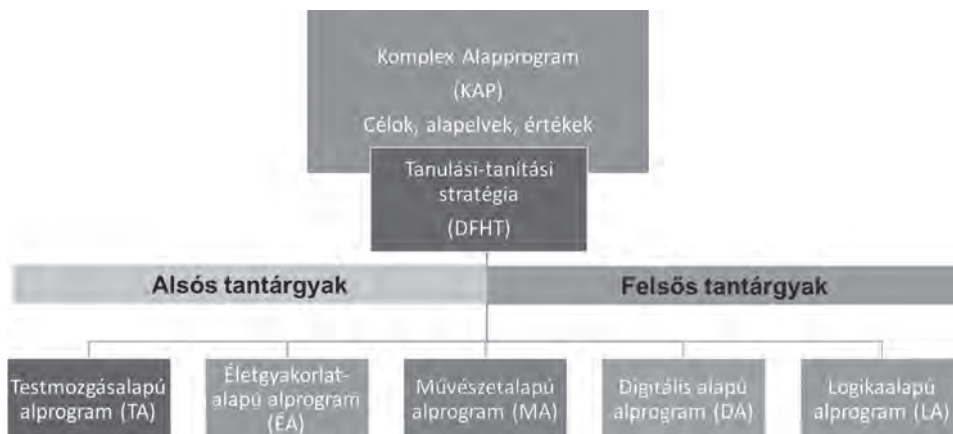 Komplex Alapprogram
(KAP)
Célok, alapelvek, értékek
Tanulási-tanítási
stratégia
(DFHT)
Alsós tantárgyak
Felsős tantárgyak
Testmozgásalapú
alprogram (TA)
Életgyakorlat-
alapú alprogram
(ÉA)
Művészetalapú
alprogram (MA)
Digitális alapú
alprogram (DA)
Logikaalapú
alprogram (LA)